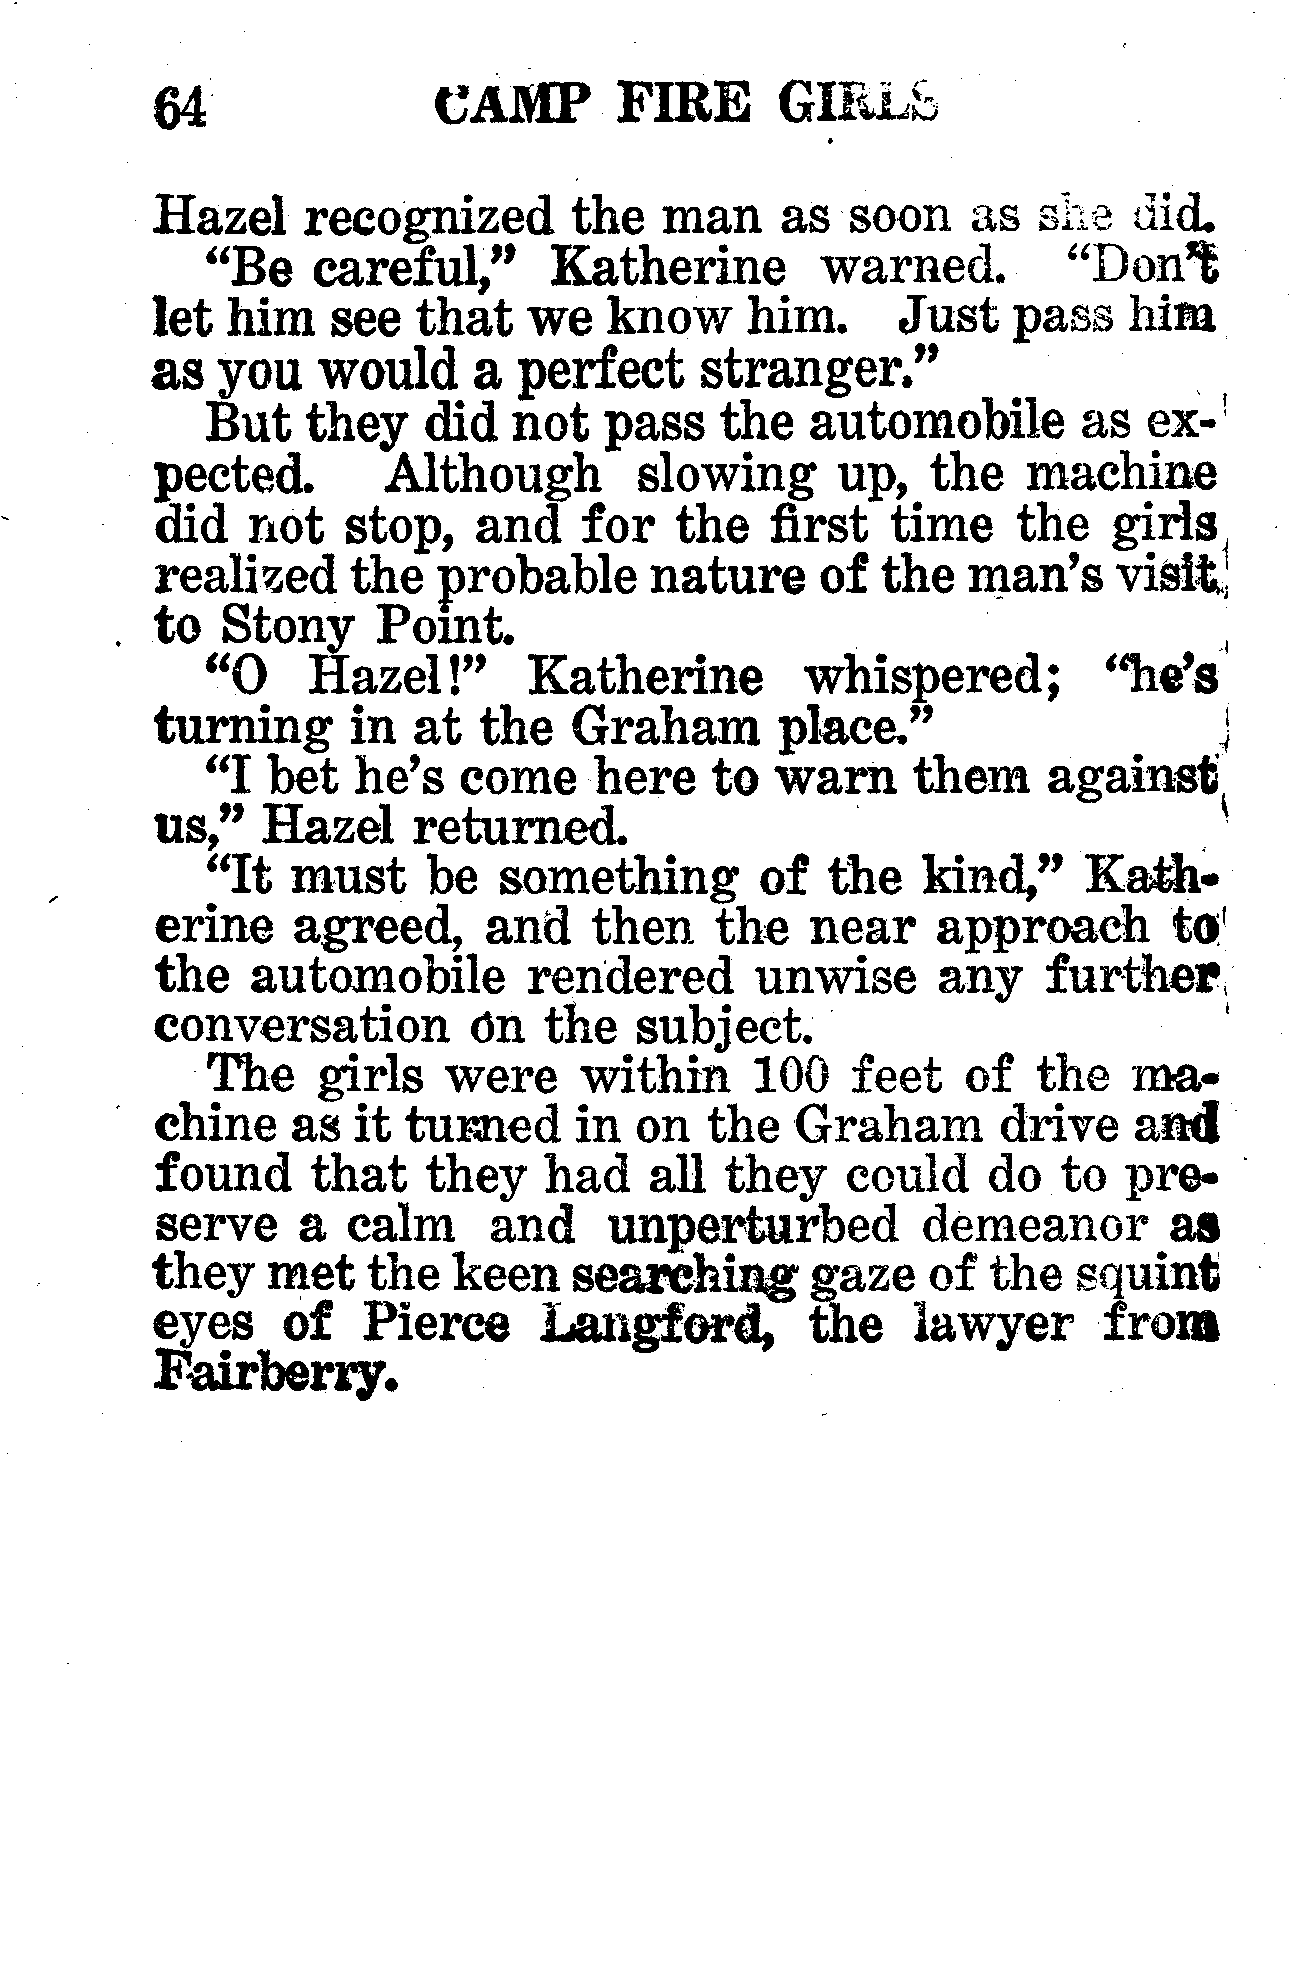 64 CAMP FIRE GIRLS
Hazel recognized the man as soon as she did.
“Be careful,” Katherine warned. “Don’t
let him see that we know him. Just pass him
as you would a perfect stranger.”
But they did not pass the automobile as ex-
pected. Although slowing up, the machine
did not stop, and for the first time the girls
realized the probable nature of the man’s visit
to Stony Point.
“O Hazel!” Katherine whispered; “he’s
turning in at the Graham place.”
“I bet he’s come here to warn them against
us,” Hazel returned.
“It must be something of the kind,” Kath-
erine agreed, and then the near approach to
the automobile rendered unwise any further
conversation on the subject.
The girls were within 100 feet of the ma-
chine as it turned in on the Graham drive and
found that they had all they could do to pre-
serve a calm and unperturbed demeanor as
they met the keen searching gaze of the squint
eyes of Pierce Langford, the lawyer from
Fairberry.